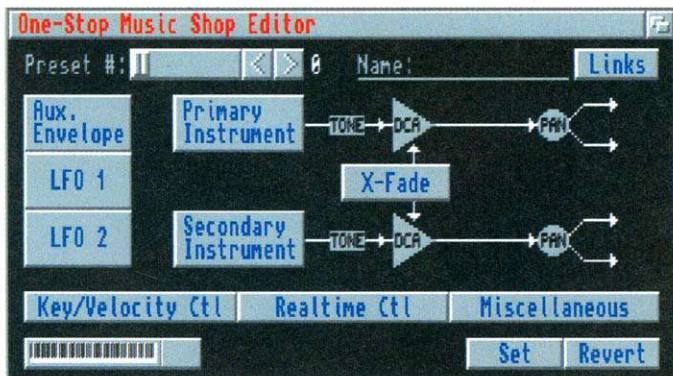 One-Stop Music Shop Editor
Preset #: < > 0 Name: Links
Aux. Envelope
Primary Instrument
TONE DCA PAN
LFO 1
X-Fade
LFO 2
Secondary Instrument
TONE DCA PAN
Key/Velocity Ctl Realtime Ctl Miscellaneous
Set Revert